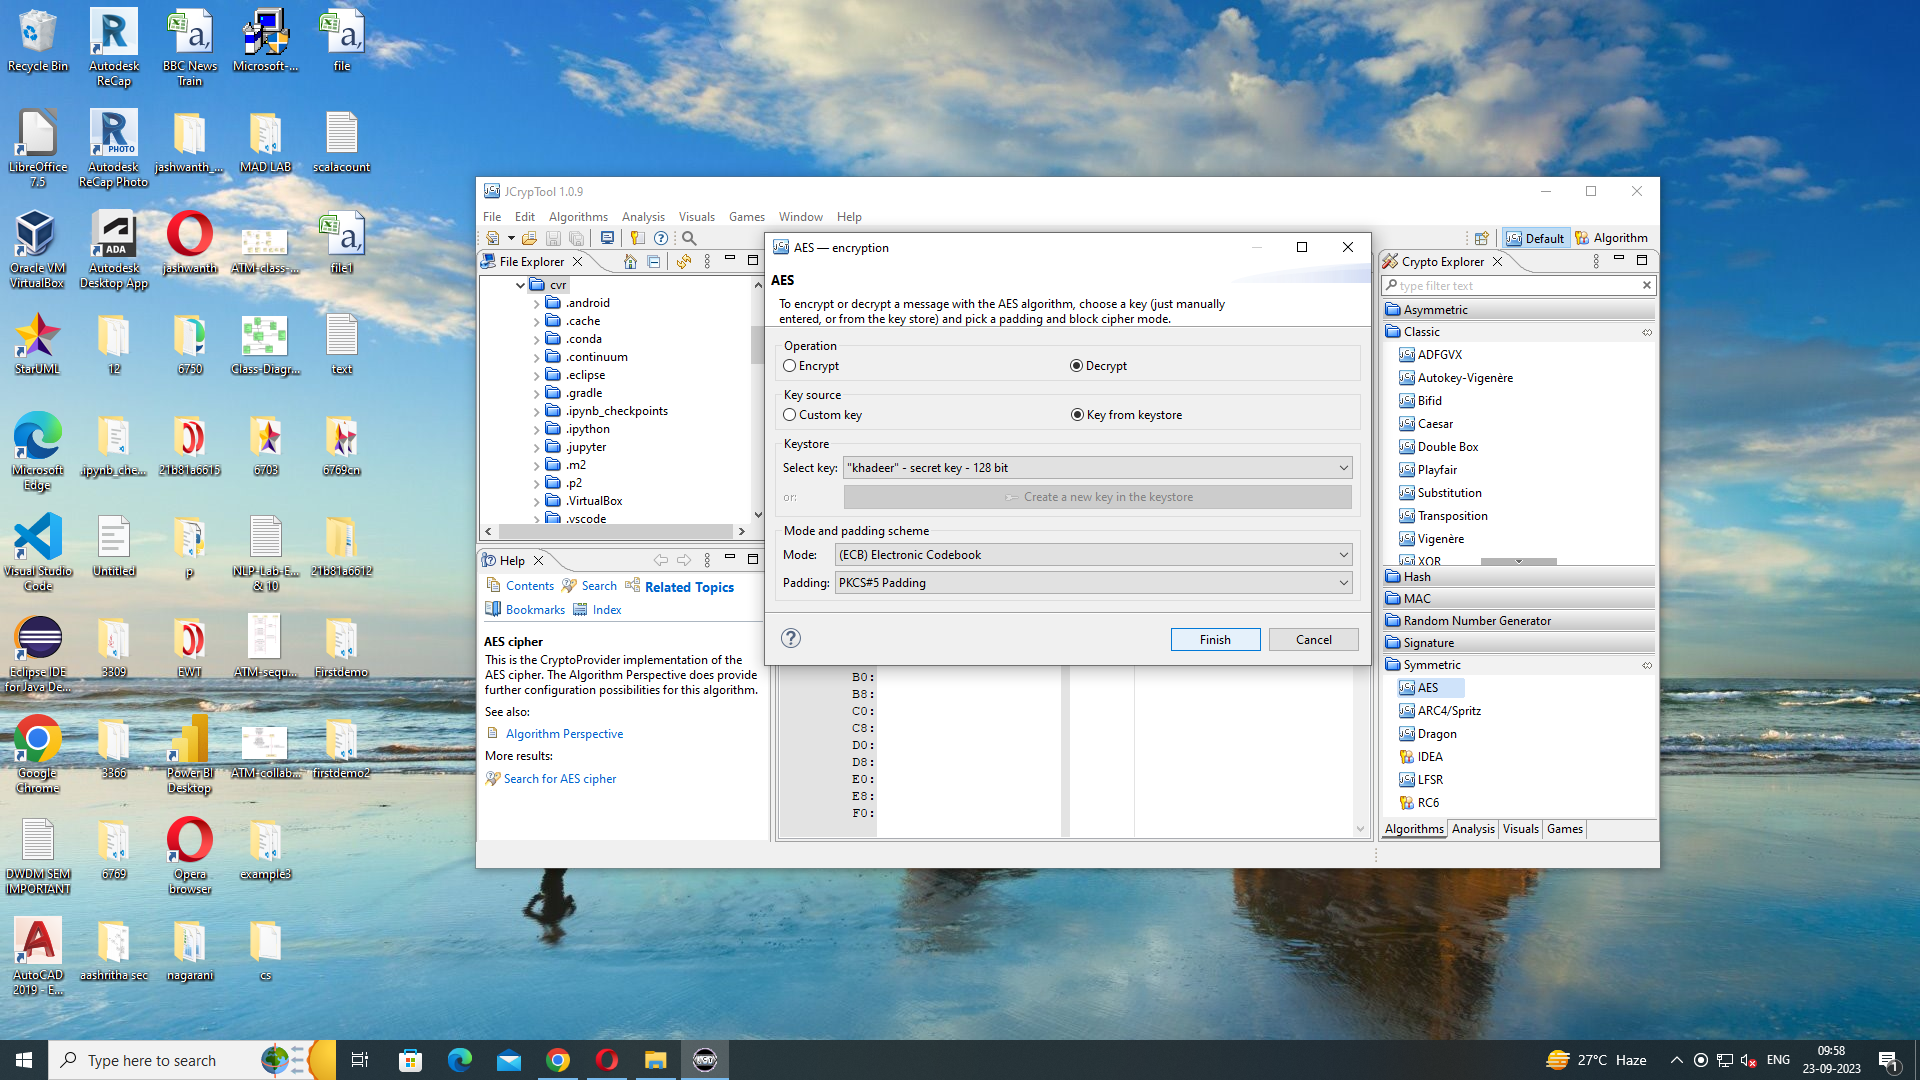 Recycle Bin
Autodesk
ReCap
BBC News
Train
Microsoft-...
file
LibreOffice
7.5
Autodesk
ReCap Photo
jashwanth_...
MAD LAB
scalacount
Oracle VM
VirtualBox
Autodesk
Desktop App
jashwanth
ATM-class-...
file1
StarUML
12
6750
Class-Diagr...
text
Microsoft
Edge
.ipynb_che...
21b81a6615
6703
6769cn
Visual Studio
Code
Untitled
p
NLP-Lab-E...
& 10
21b81a6612
Eclipse IDE
for Java De...
3309
EWT
ATM-sequ...
Firstdemo
Google
Chrome
3366
Power BI
Desktop
ATM-collab...
firstdemo2
DWDM SEM
IMPORTANT
6769
Opera
browser
example3
AutoCAD
2019 - E...
aashritha sec
nagarani
cs
JCrypTool 1.0.9
File Edit Algorithms Analysis Visuals Games Window Help
Default Algorithm
File Explorer
cvr
.android
.cache
.conda
.continuum
.eclipse
.gradle
.ipynb_checkpoints
.ipython
.jupyter
.m2
.p2
.VirtualBox
.vscode
Help
Contents Search Related Topics
Bookmarks Index
AES cipher
This is the CryptoProvider implementation of the
AES cipher. The Algorithm Perspective does provide
further configuration possibilities for this algorithm.
See also:
Algorithm Perspective
More results:
Search for AES cipher
AES — encryption
AES
To encrypt or decrypt a message with the AES algorithm, choose a key (just manually
entered, or from the key store) and pick a padding and block cipher mode.
Operation
Encrypt Decrypt
Key source
Custom key Key from keystore
Keystore
Select key: "khadeer" - secret key - 128 bit
or: Create a new key in the keystore
Mode and padding scheme
Mode: (ECB) Electronic Codebook
Padding: PKCS#5 Padding
Finish Cancel
B0:
B8:
C0:
C8:
D0:
D8:
E0:
E8:
F0:
Crypto Explorer
type filter text
Asymmetric
Classic
ADFGVX
Autokey-Vigenère
Bifid
Caesar
Double Box
Playfair
Substitution
Transposition
Vigenère
XOR
Hash
MAC
Random Number Generator
Signature
Symmetric
AES
ARC4/Spritz
Dragon
IDEA
LFSR
RC6
Algorithms Analysis Visuals Games
Type here to search
27°C Haze
ENG
09:58
23-09-2023
1